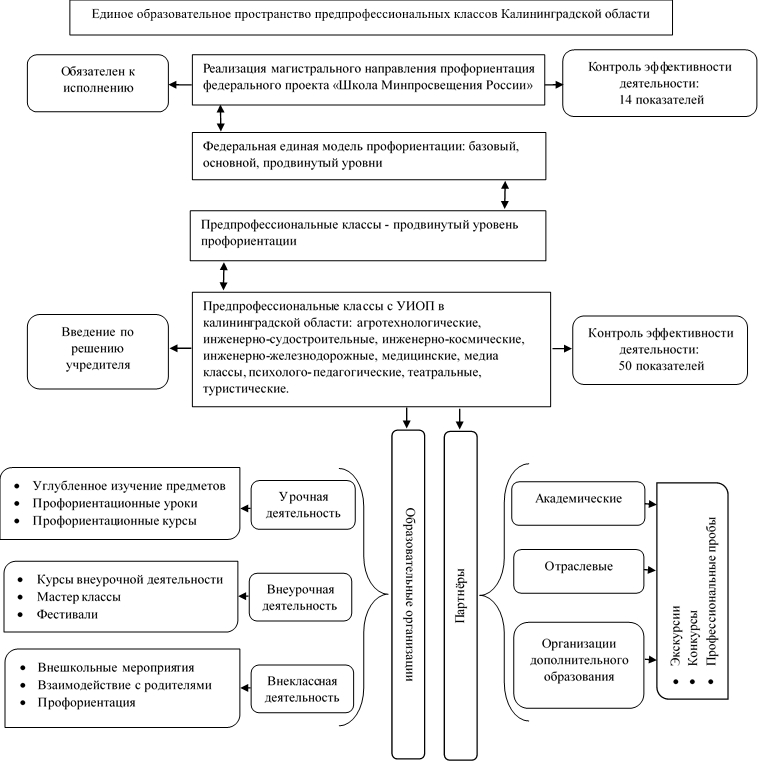 Единое образовательное пространство предпрофессиональных классов Калининградской области
Обязателен к
исполнению
Реализация магистрального направления профориентация
федерального проекта «Школа Минпросвещения России»
Контроль эффективности
деятельности:
14 показателей
Федеральная единая модель профориентации: базовый,
основной, продвинутый уровни
Предпрофессиональные классы - продвинутый уровень
профориентации
Введение по
решению
учредителя
Предпрофессиональные классы с УИОП в
калининградской области: агротехнологические,
инженерно-судостроительные, инженерно-космические,
инженерно-железнодорожные, медицинские, медиа
классы, психолого-педагогические, театральные,
туристические.
Контроль эффективности
деятельности:
50 показателей
• Углубленное изучение предметов
• Профориентационные уроки
• Профориентационные курсы
Урочная
деятельность
• Курсы внеурочной деятельности
• Мастер классы
• Фестивали
Внеурочная
деятельность
• Внешкольные мероприятия
• Взаимодействие с родителями
• Профориентация
Внеклассная
деятельность
Образовательные организации
Партнёры
Академические
Отраслевые
Организации
дополнительного
образования
• Экскурсии
• Конкурсы
• Профессиональные пробы